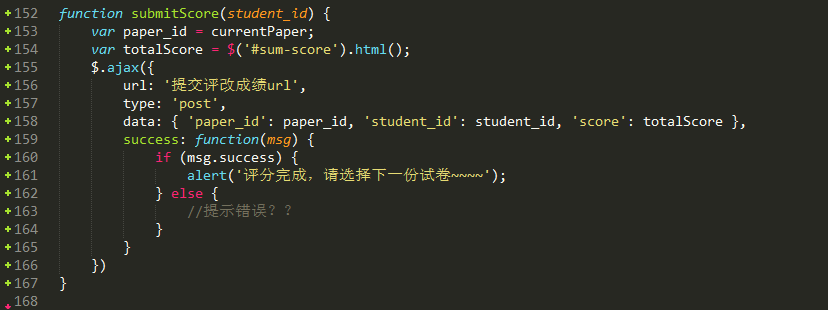 152 function submitScore(student_id) {
153     var paper_id = currentPaper;
154     var totalScore = $('#sum-score').html();
155     $.ajax({
156         url: '提交评改成绩url',
157         type: 'post',
158         data: { 'paper_id': paper_id, 'student_id': student_id, 'score': totalScore },
159         success: function(msg) {
160             if (msg.success) {
161                 alert('评分完成，请选择下一份试卷~~~~');
162             } else {
163                 //提示错误？？
164             }
165         }
166     })
167 }
168